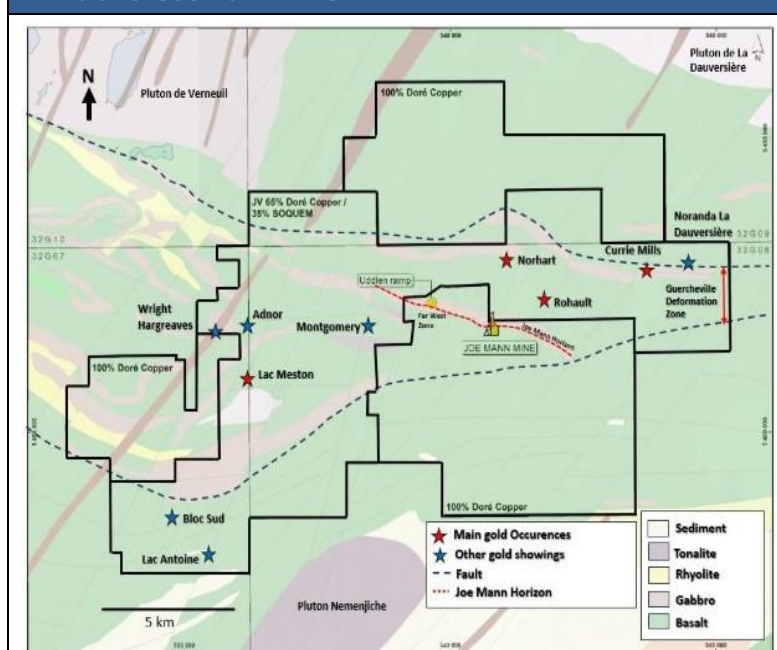 Pluton de La
Dauversière
N
Pluton de Verneuil
100% Doré Copper
JV 65% Doré Copper /
35% SOQUEM
Noranda La
Dauversière
32G10
32G07
Currie Mills
Norhart
Quercheville
Deformation
Zone
Rohault
Uddlen ramp
Far West
Zone
Joe Mann Horizon
JOE MANN MINE
Wright
Hargreaves
Adnor
Montgomery
100% Doré Copper
Lac Meston
Bloc Sud
Lac Antoine
100% Doré Copper
5 km
Pluton Nemenjiche
Main gold Occurences
Other gold showings
Fault
Joe Mann Horizon
Sediment
Tonalite
Rhyolite
Gabbro
Basalt